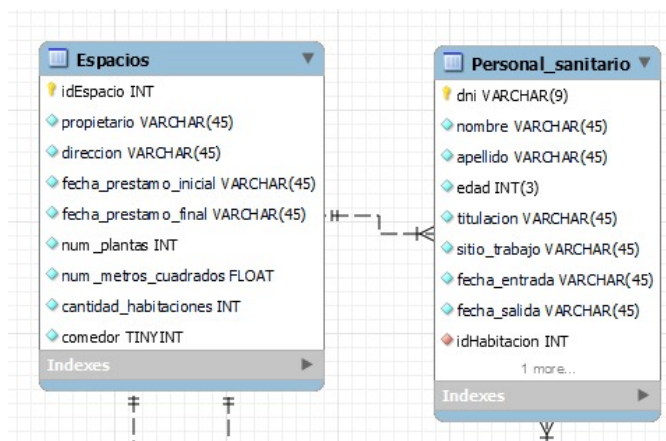 Espacios
idEspacio INT
propietario VARCHAR(45)
direccion VARCHAR(45)
fecha_prestamo_inicial VARCHAR(45)
fecha_prestamo_final VARCHAR(45)
num_plantas INT
num_metros_cuadrados FLOAT
cantidad_habitaciones INT
comedor TINYINT
Indexes
Personal_sanitario
dni VARCHAR(9)
nombre VARCHAR(45)
apellido VARCHAR(45)
edad INT(3)
titulacion VARCHAR(45)
sitio_trabajo VARCHAR(45)
fecha_entrada VARCHAR(45)
fecha_salida VARCHAR(45)
idHabitacion INT
1 more...
Indexes